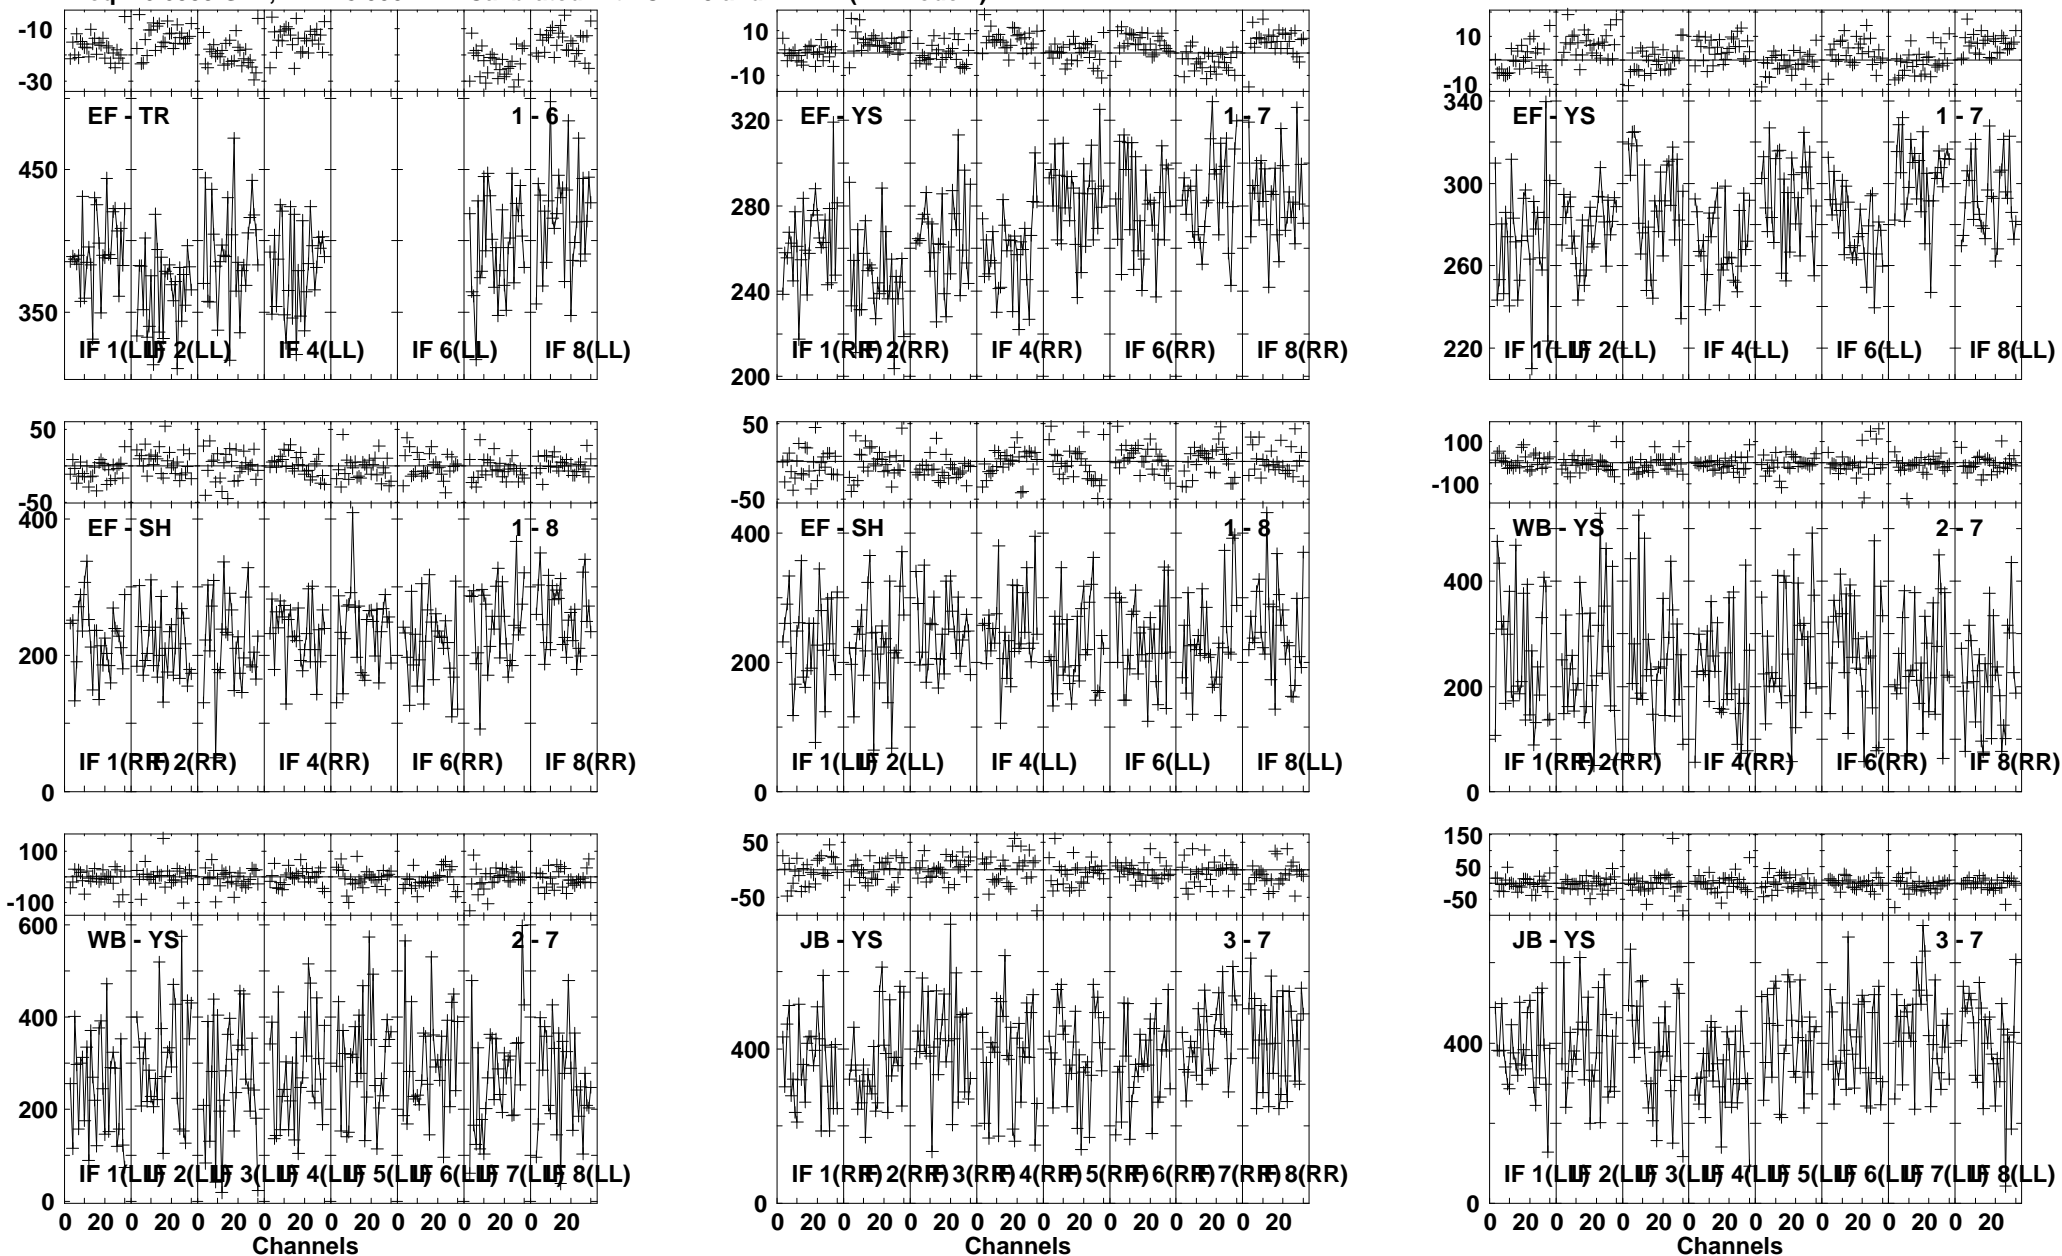 -10
-30
EF - TR 1 - 6
450
350
IF 1(LL) IF 2(LL) IF 4(LL) IF 6(LL) IF 8(LL)
10
-10
EF - YS 1 - 7
320
280
240
200
IF 1(RR) IF 2(RR) IF 4(RR) IF 6(RR) IF 8(RR)
10
-10
EF - YS 1 - 7
340
300
260
220
IF 1(LL) IF 2(LL) IF 4(LL) IF 6(LL) IF 8(LL)
50
-50
EF - SH 1 - 8
400
200
0
IF 1(RR) IF 2(RR) IF 4(RR) IF 6(RR) IF 8(RR)
50
-50
EF - SH 1 - 8
400
200
0
IF 1(LL) IF 2(LL) IF 4(LL) IF 6(LL) IF 8(LL)
100
-100
WB - YS 2 - 7
400
200
0
IF 1(RR) IF 2(RR) IF 4(RR) IF 6(RR) IF 8(RR)
100
-100
WB - YS 2 - 7
600
400
200
0
IF 1(LL) IF 2(LL) IF 3(LL) IF 4(LL) IF 5(LL) IF 6(LL) IF 7(LL) IF 8(LL)
0 20 0 20 0 20 0 20 0 20 0 20 0 20 0 20
Channels
50
-50
JB - YS 3 - 7
400
0
IF 1(RR) IF 2(RR) IF 3(RR) IF 4(RR) IF 5(RR) IF 6(RR) IF 7(RR) IF 8(RR)
0 20 0 20 0 20 0 20 0 20 0 20 0 20 0 20
Channels
150
50
-50
JB - YS 3 - 7
400
0
IF 1(LL) IF 2(LL) IF 3(LL) IF 4(LL) IF 5(LL) IF 6(LL) IF 7(LL) IF 8(LL)
0 20 0 20 0 20 0 20 0 20 0 20 0 20 0 20
Channels